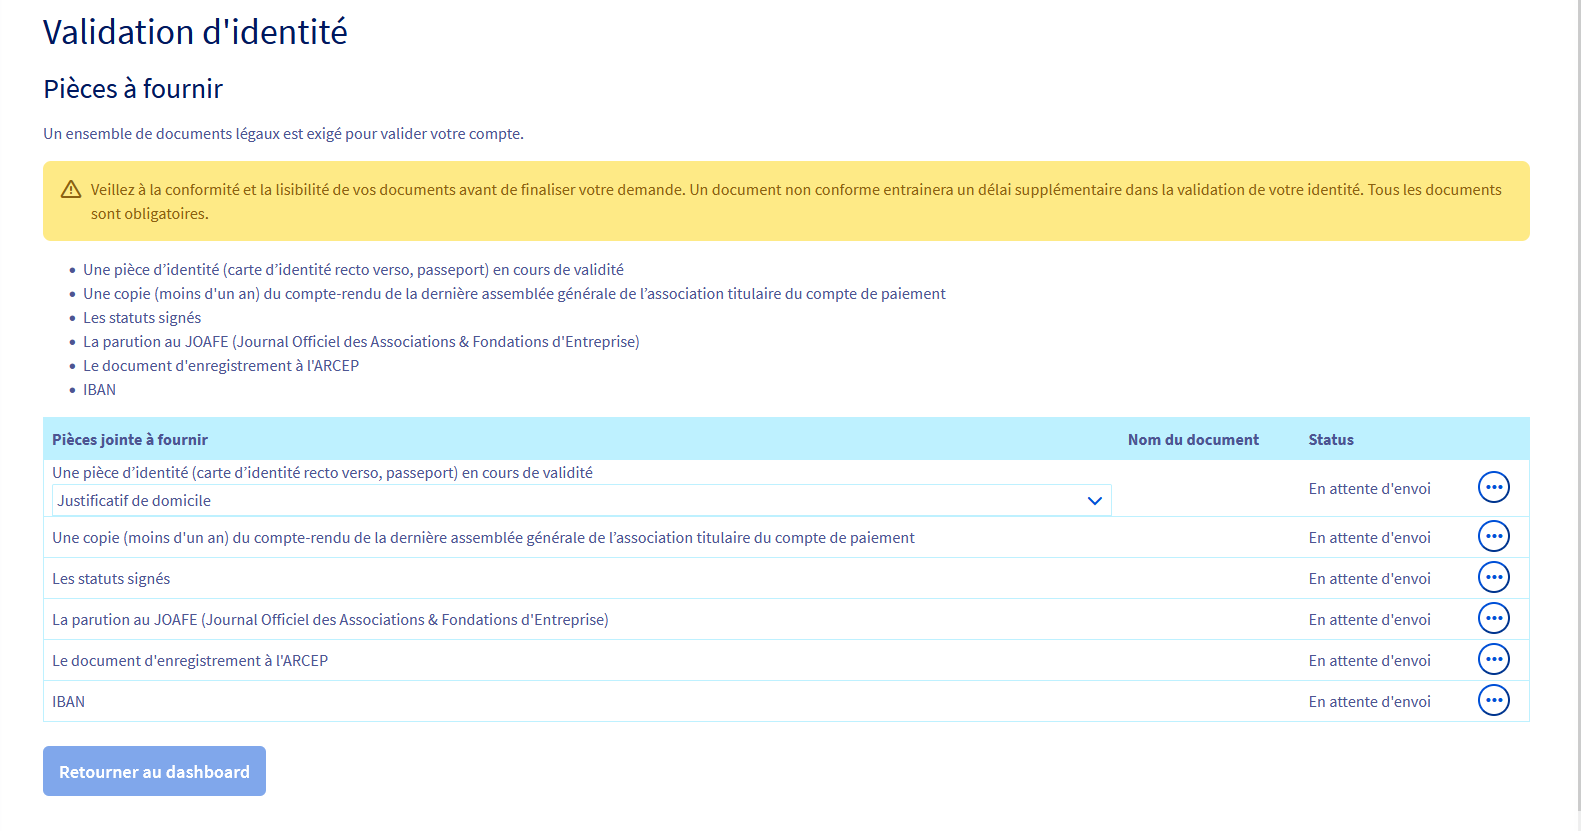 Validation d'identité
Pièces à fournir
Un ensemble de documents légaux est exigé pour valider votre compte.
Veillez à la conformité et la lisibilité de vos documents avant de finaliser votre demande. Un document non conforme entrainera un délai supplémentaire dans la validation de votre identité. Tous les documents
sont obligatoires.
Une pièce d’identité (carte d’identité recto verso, passeport) en cours de validité
Une copie (moins d'un an) du compte-rendu de la dernière assemblée générale de l’association titulaire du compte de paiement
Les statuts signés
La parution au JOAFE (Journal Officiel des Associations & Fondations d'Entreprise)
Le document d'enregistrement à l'ARCEP
IBAN
Pièces jointe à fournir Nom du document Status
Une pièce d’identité (carte d’identité recto verso, passeport) en cours de validité
Justificatif de domicile En attente d'envoi
Une copie (moins d'un an) du compte-rendu de la dernière assemblée générale de l’association titulaire du compte de paiement En attente d'envoi
Les statuts signés En attente d'envoi
La parution au JOAFE (Journal Officiel des Associations & Fondations d'Entreprise) En attente d'envoi
Le document d'enregistrement à l'ARCEP En attente d'envoi
IBAN En attente d'envoi
Retourner au dashboard